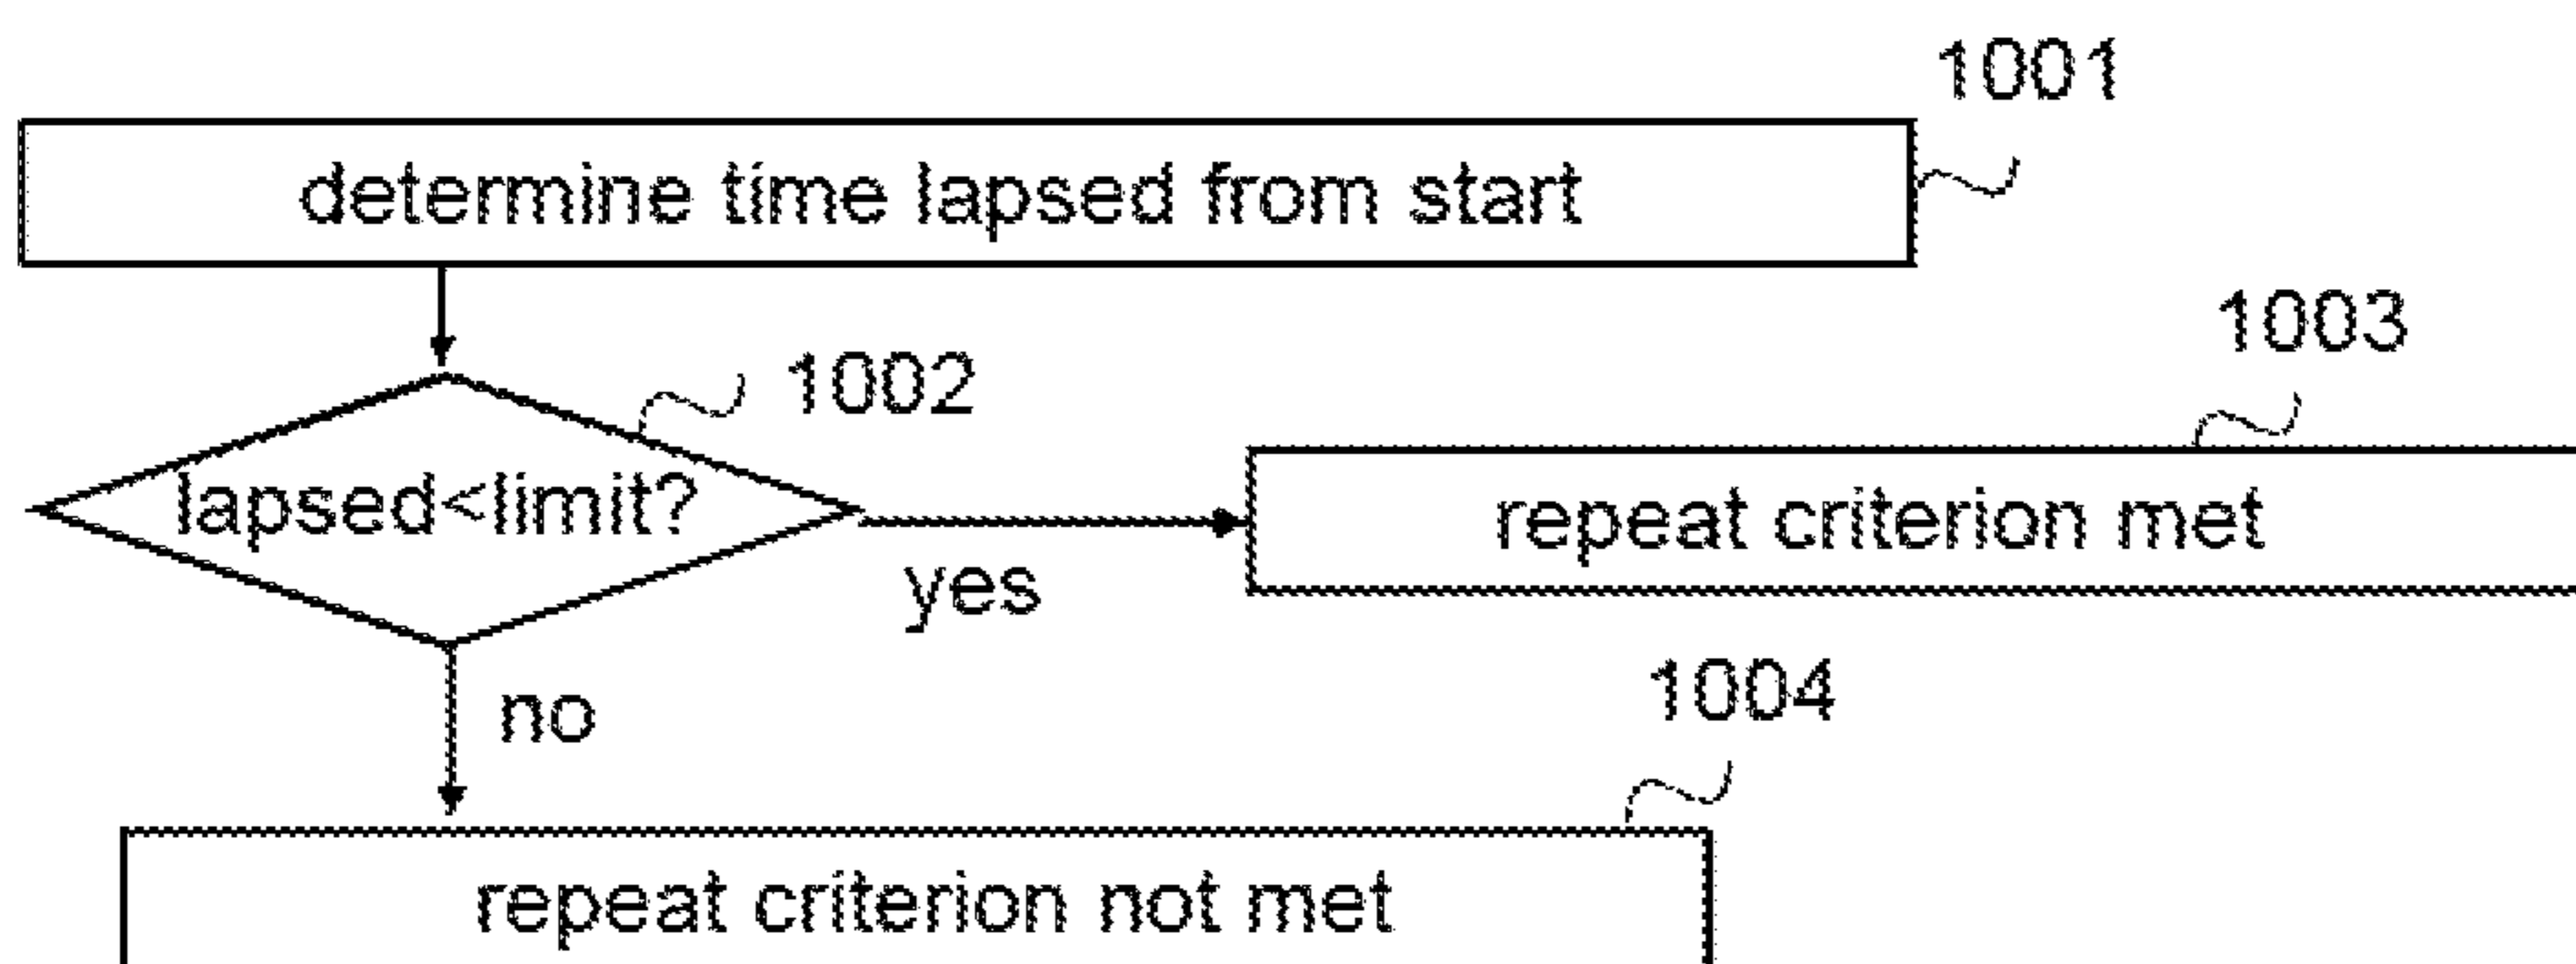 1001
determine time lapsed from start
1003
1002
lapsed<limit?
repeat criterion met
yes
1004
no
repeat criterion not met